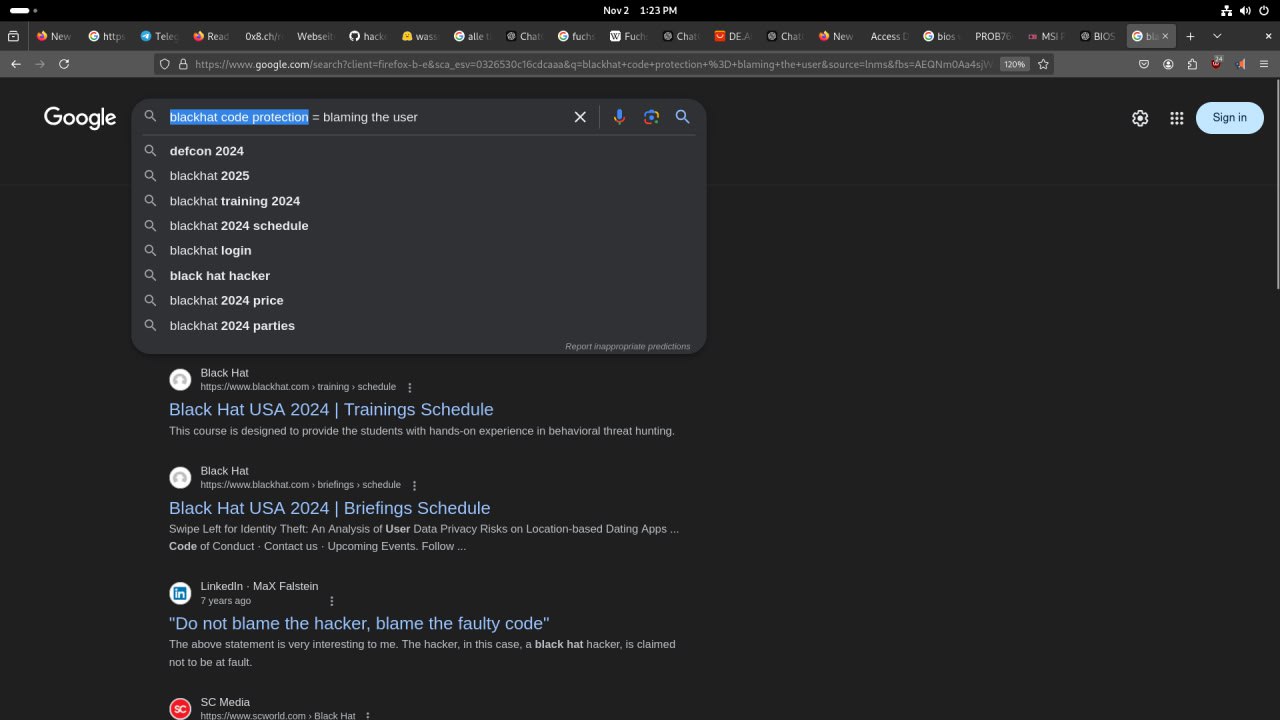 Nov 2 1:23 PM
New https Teleg Read 0x8.ch/r Webseit hacke wass alle ti Chat fuchs Fuchs Chat DE.A Chat New Access D bios u PROB76 MSI F BIOS bla
https://www.google.com/search?client=firefox-b-e&sca_esv=0326530c16cdcaaa&q=blackhat+code+protection+%3D+blaming+the+user&source=lnms&fbs=AEQNm0Aa4sjW 120% 24
Google blackhat code protection = blaming the user Sign in
defcon 2024
blackhat 2025
blackhat training 2024
blackhat 2024 schedule
blackhat login
black hat hacker
blackhat 2024 price
blackhat 2024 parties
Report inappropriate predictions
Black Hat
https://www.blackhat.com › training › schedule
Black Hat USA 2024 | Trainings Schedule
This course is designed to provide the students with hands-on experience in behavioral threat hunting.
Black Hat
https://www.blackhat.com › briefings › schedule
Black Hat USA 2024 | Briefings Schedule
Swipe Left for Identity Theft: An Analysis of User Data Privacy Risks on Location-based Dating Apps ...
Code of Conduct · Contact us · Upcoming Events. Follow ...
LinkedIn · MaX Falstein
7 years ago
"Do not blame the hacker, blame the faulty code"
The above statement is very interesting to me. The hacker, in this case, a black hat hacker, is claimed
not to be at fault.
SC Media
https://www.scworld.com › Black Hat